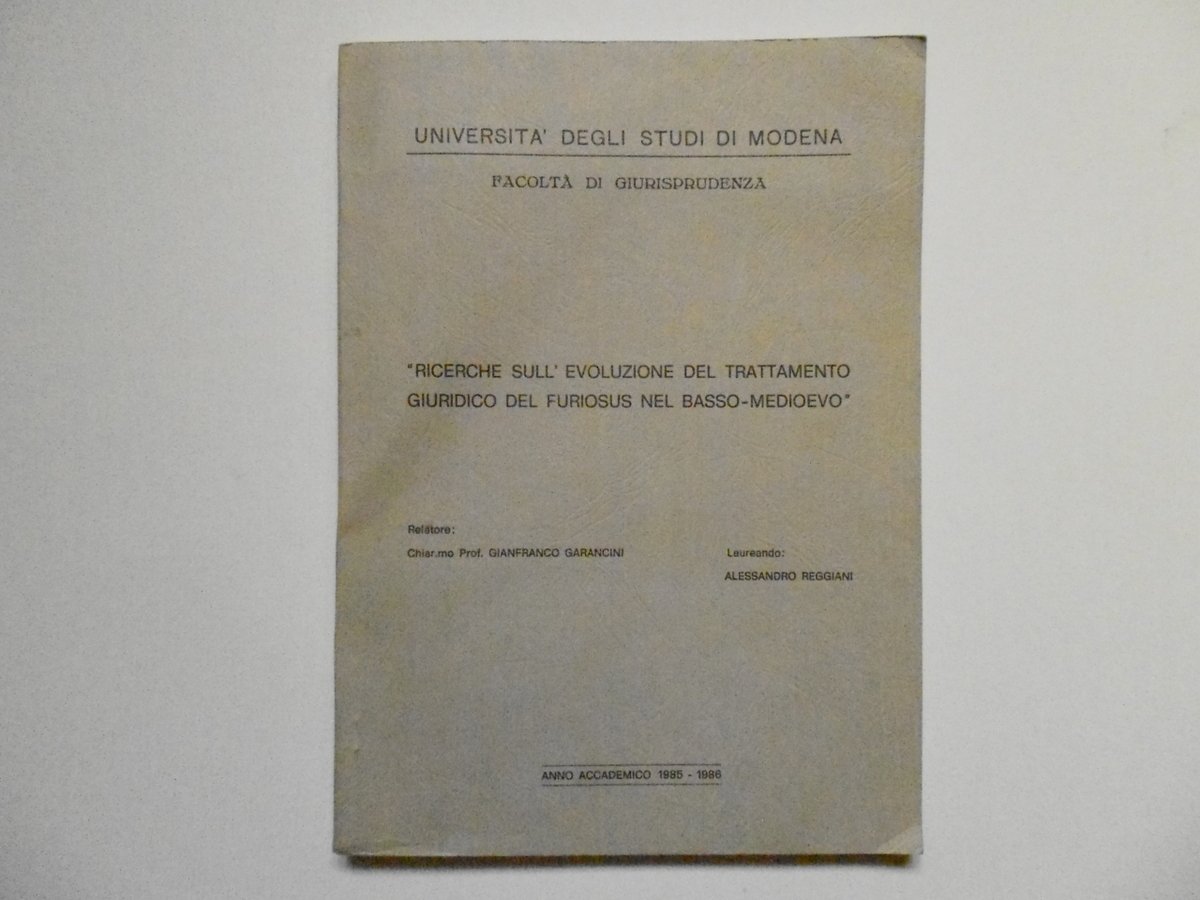 UNIVERSITA' DEGLI STUDI DI MODENA
FACOLTÀ DI GIURISPRUDENZA
"RICERCHE SULL' EVOLUZIONE DEL TRATTAMENTO
GIURIDICO DEL FURIOSUS NEL BASSO-MEDIOEVO"
Relatore:
Chiar.mo Prof. GIANFRANCO GARANCINI
Laureando:
ALESSANDRO REGGIANI
ANNO ACCADEMICO 1985 - 1986